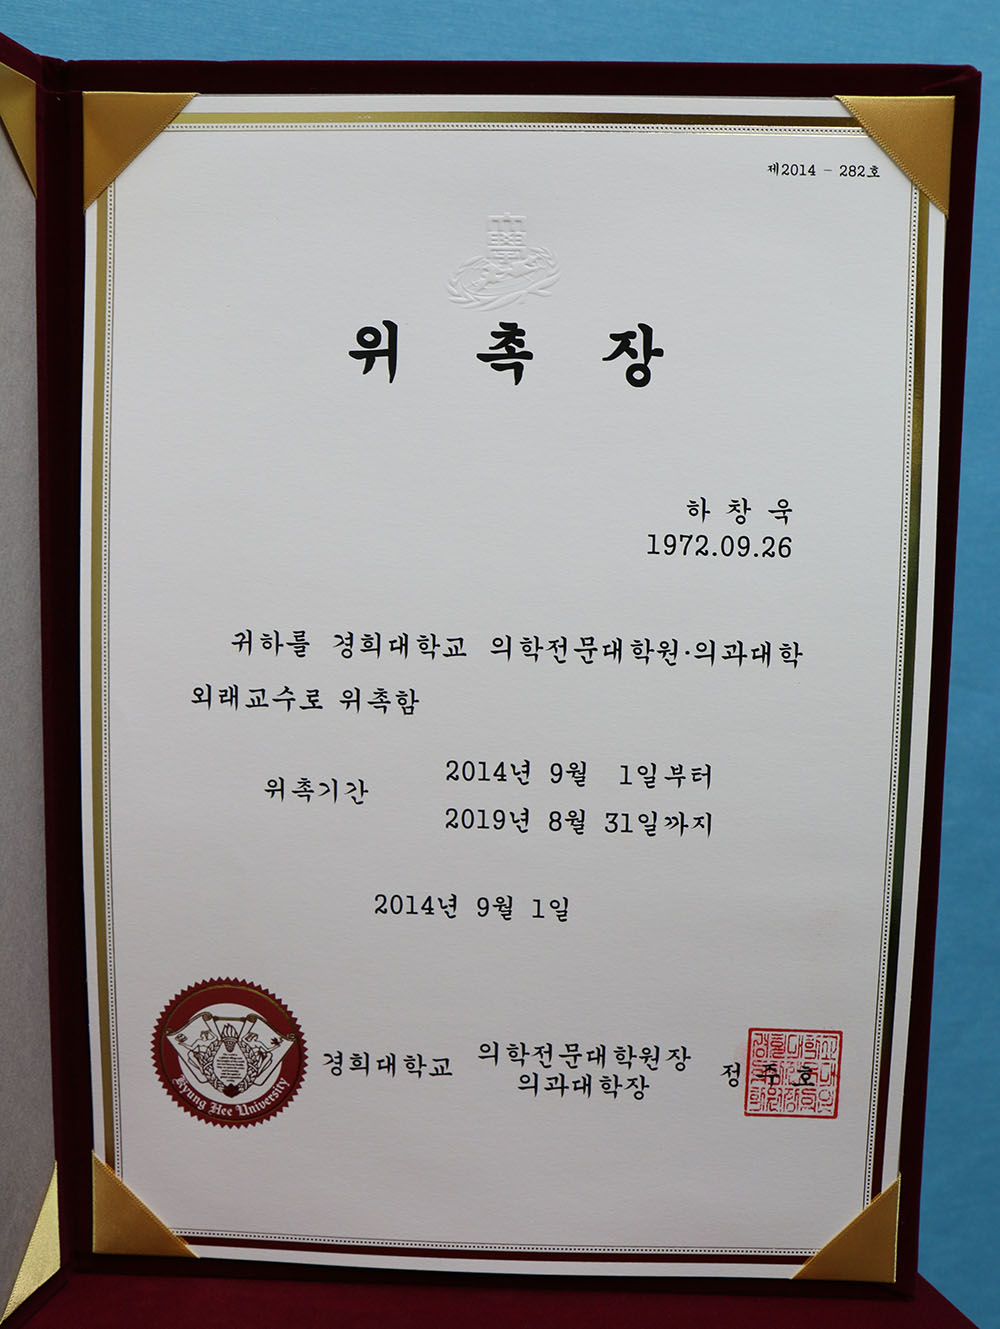 제2014 - 282호
위 촉 장
하 창 욱
1972.09.26
귀하를 경희대학교 의학전문대학원·의과대학
외래교수로 위촉함
위촉기간
2014년 9월 1일부터
2019년 8월 31일까지
2014년 9월 1일
Kyung Hee University
경희대학교 의학전문대학원장
의과대학장
정 주 호